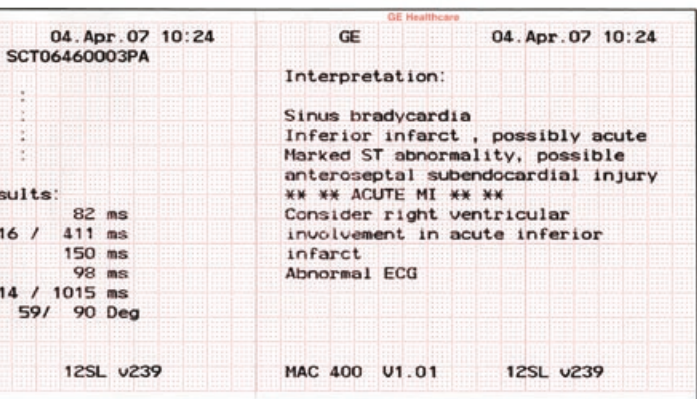 GE Healthcare
04.Apr.07 10:24
SCT06460003PA
:
:
:
:
sults:
82 ms
16 / 411 ms
150 ms
98 ms
14 / 1015 ms
59/ 90 Deg
12SL v239
GE 04.Apr.07 10:24
Interpretation:
Sinus bradycardia
Inferior infarct , possibly acute
Marked ST abnormality, possible
anteroseptal subendocardial injury
** ** ACUTE MI ** **
Consider right ventricular
involvement in acute inferior
infarct
Abnormal ECG
MAC 400 V1.01 12SL v239